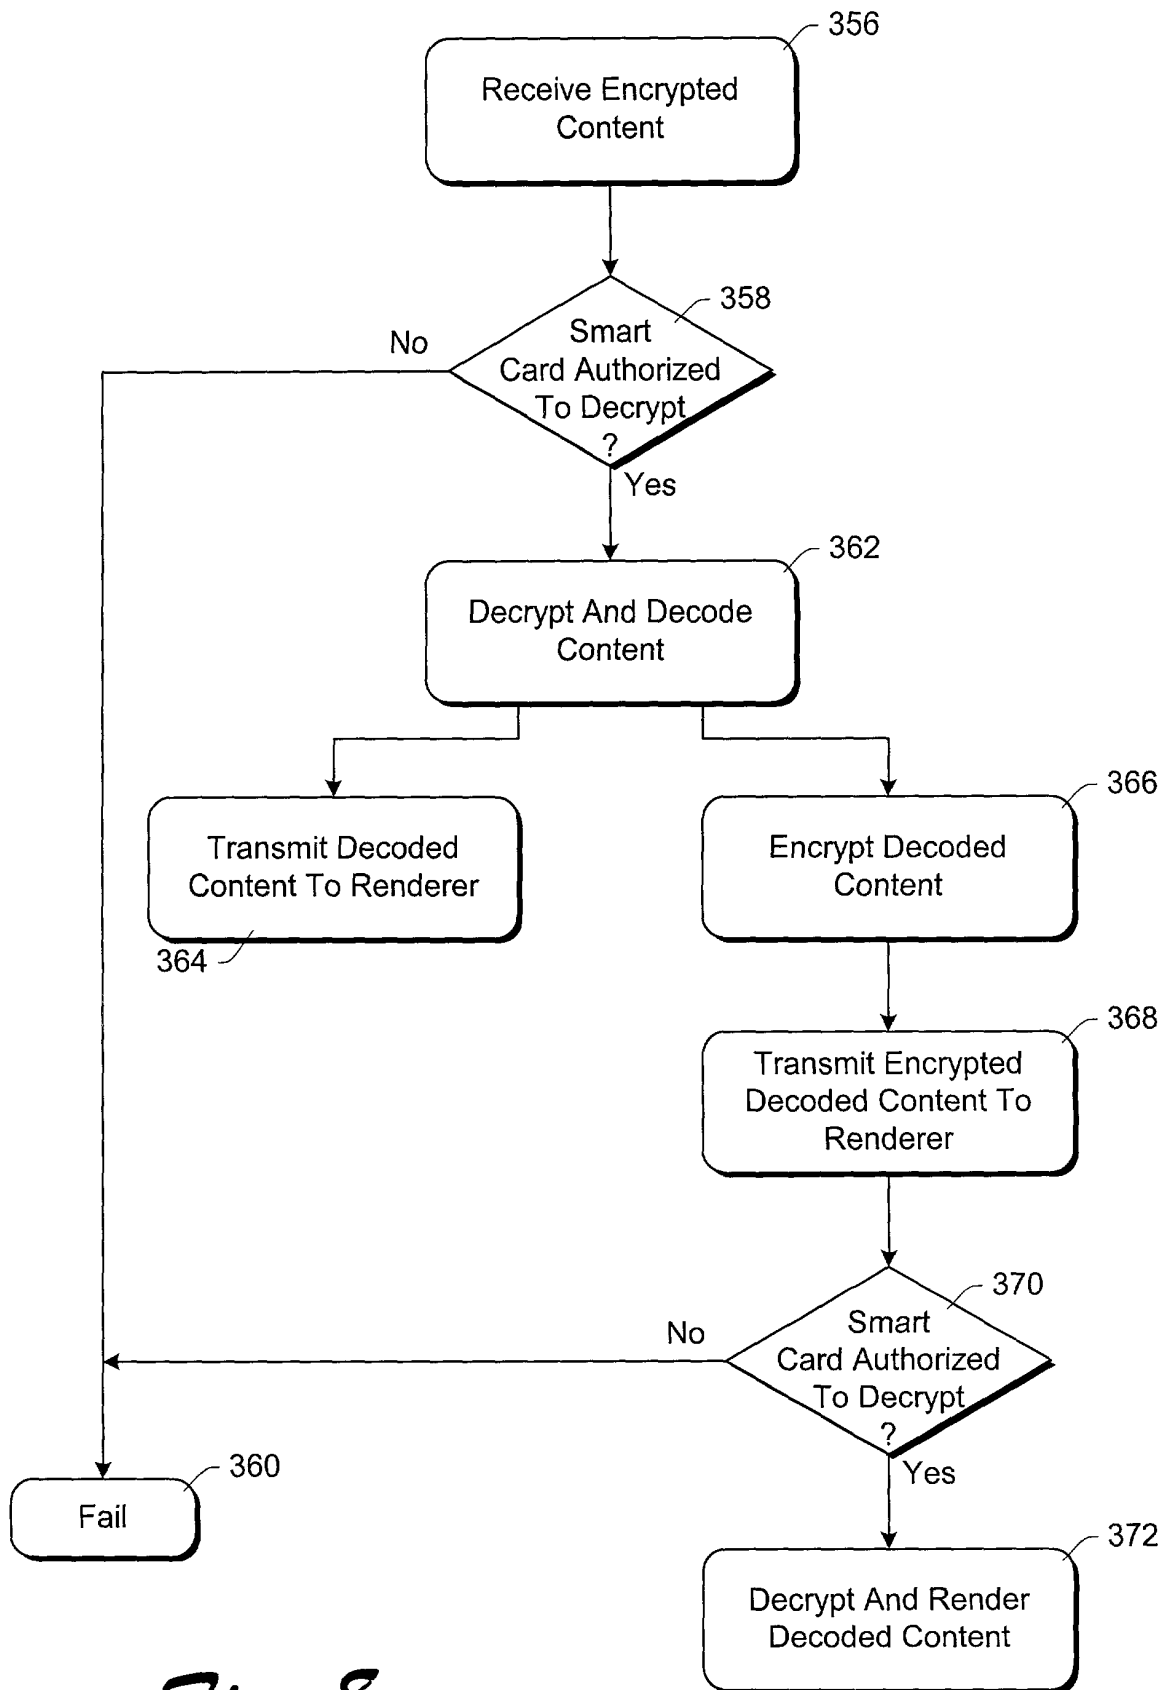 356
Receive Encrypted
Content
358
Smart
Card Authorized
To Decrypt
?
No
Yes
362
Decrypt And Decode
Content
Transmit Decoded
Content To Renderer
364
366
Encrypt Decoded
Content
368
Transmit Encrypted
Decoded Content To
Renderer
370
Smart
Card Authorized
To Decrypt
?
No
Yes
360
Fail
372
Decrypt And Render
Decoded Content